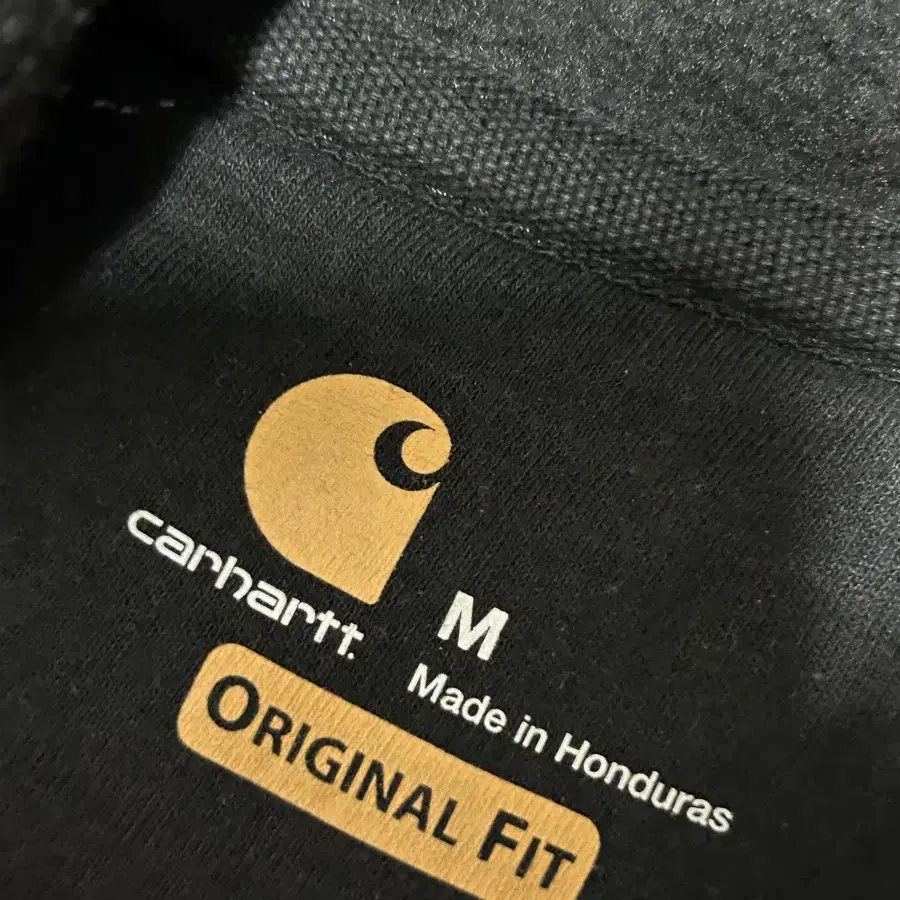 carhartt.
M
Made in Honduras
ORIGINAL FIT